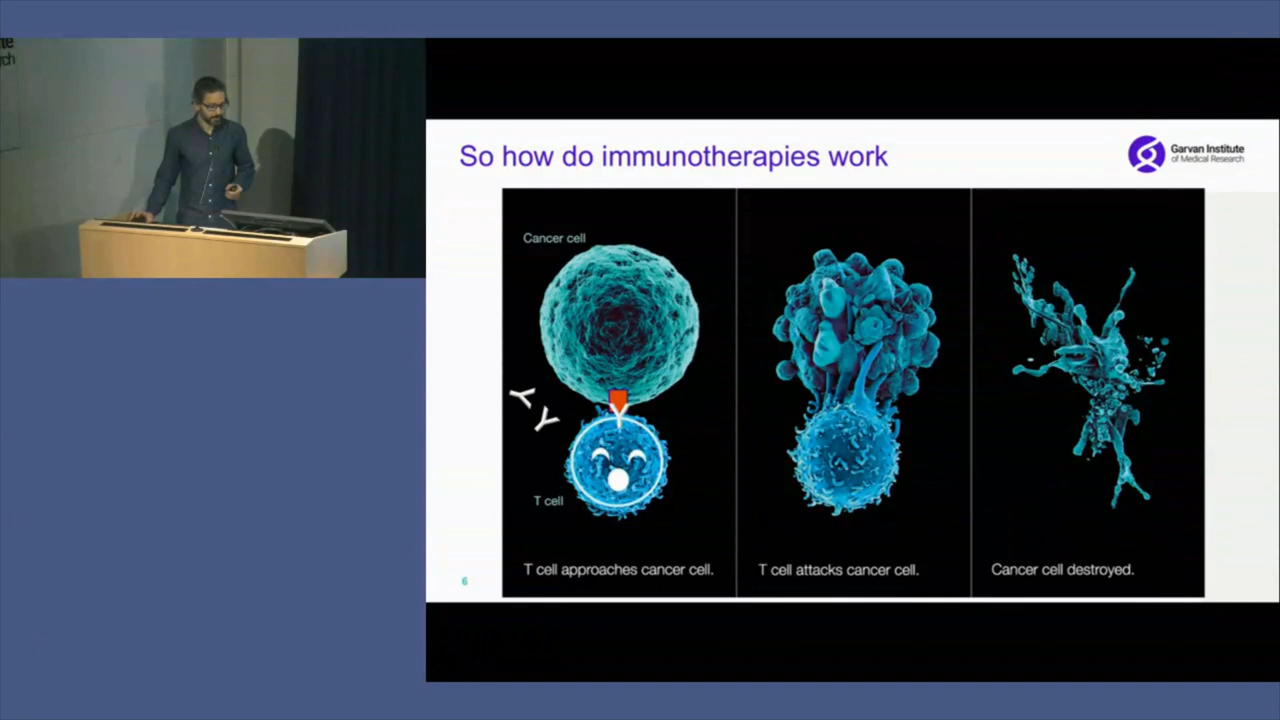 So how do immunotherapies work
Garvan Institute
of Medical Research
Cancer cell
T cell
T cell approaches cancer cell.
T cell attacks cancer cell.
Cancer cell destroyed.
6